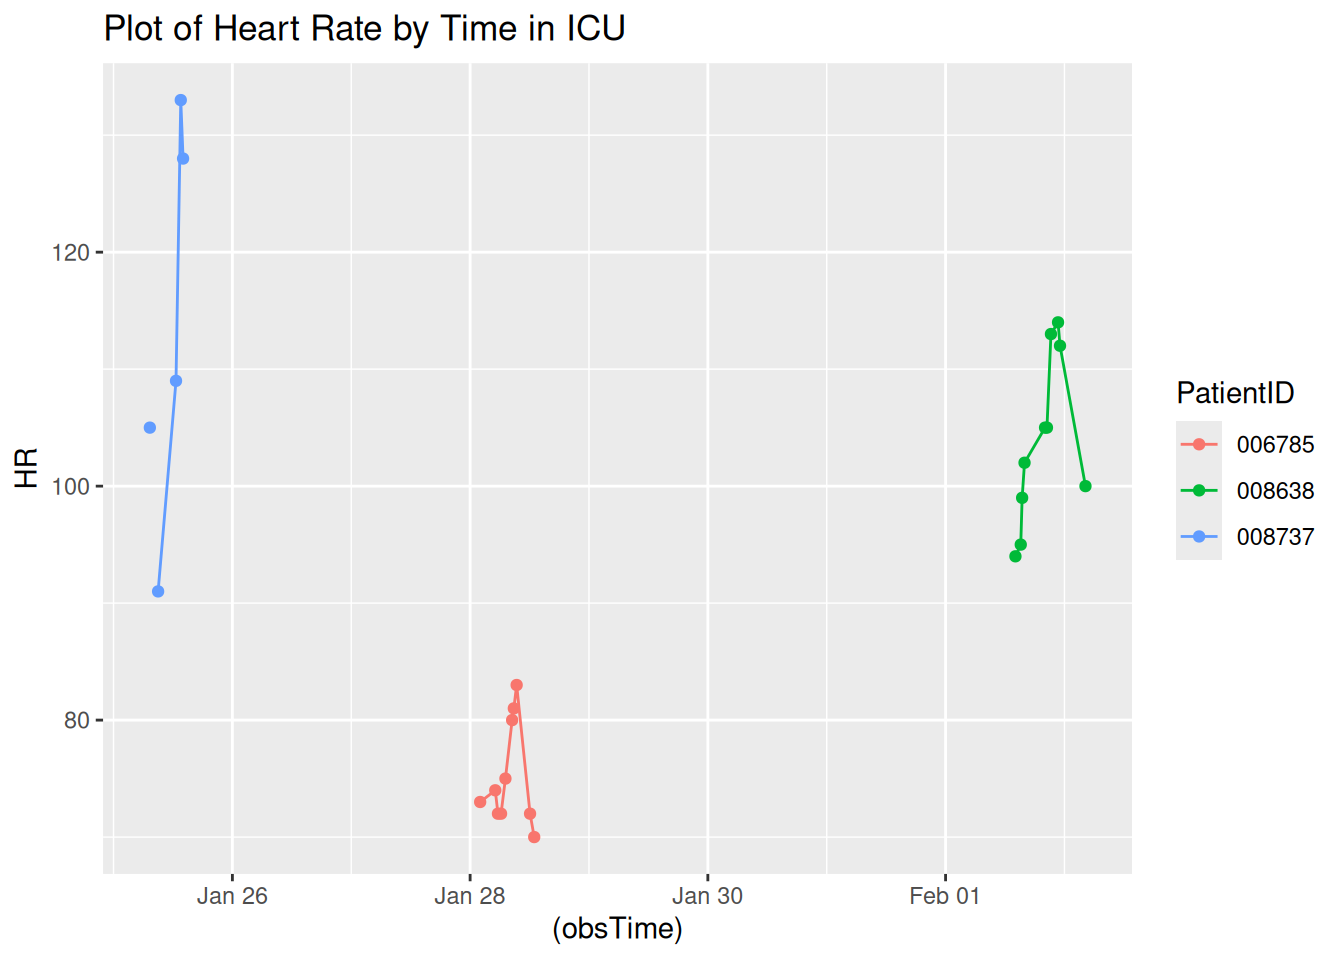 Plot of Heart Rate by Time in ICU
120
100
80
HR
Jan 26
Jan 28
Jan 30
Feb 01
(obsTime)
PatientID
006785
008638
008737